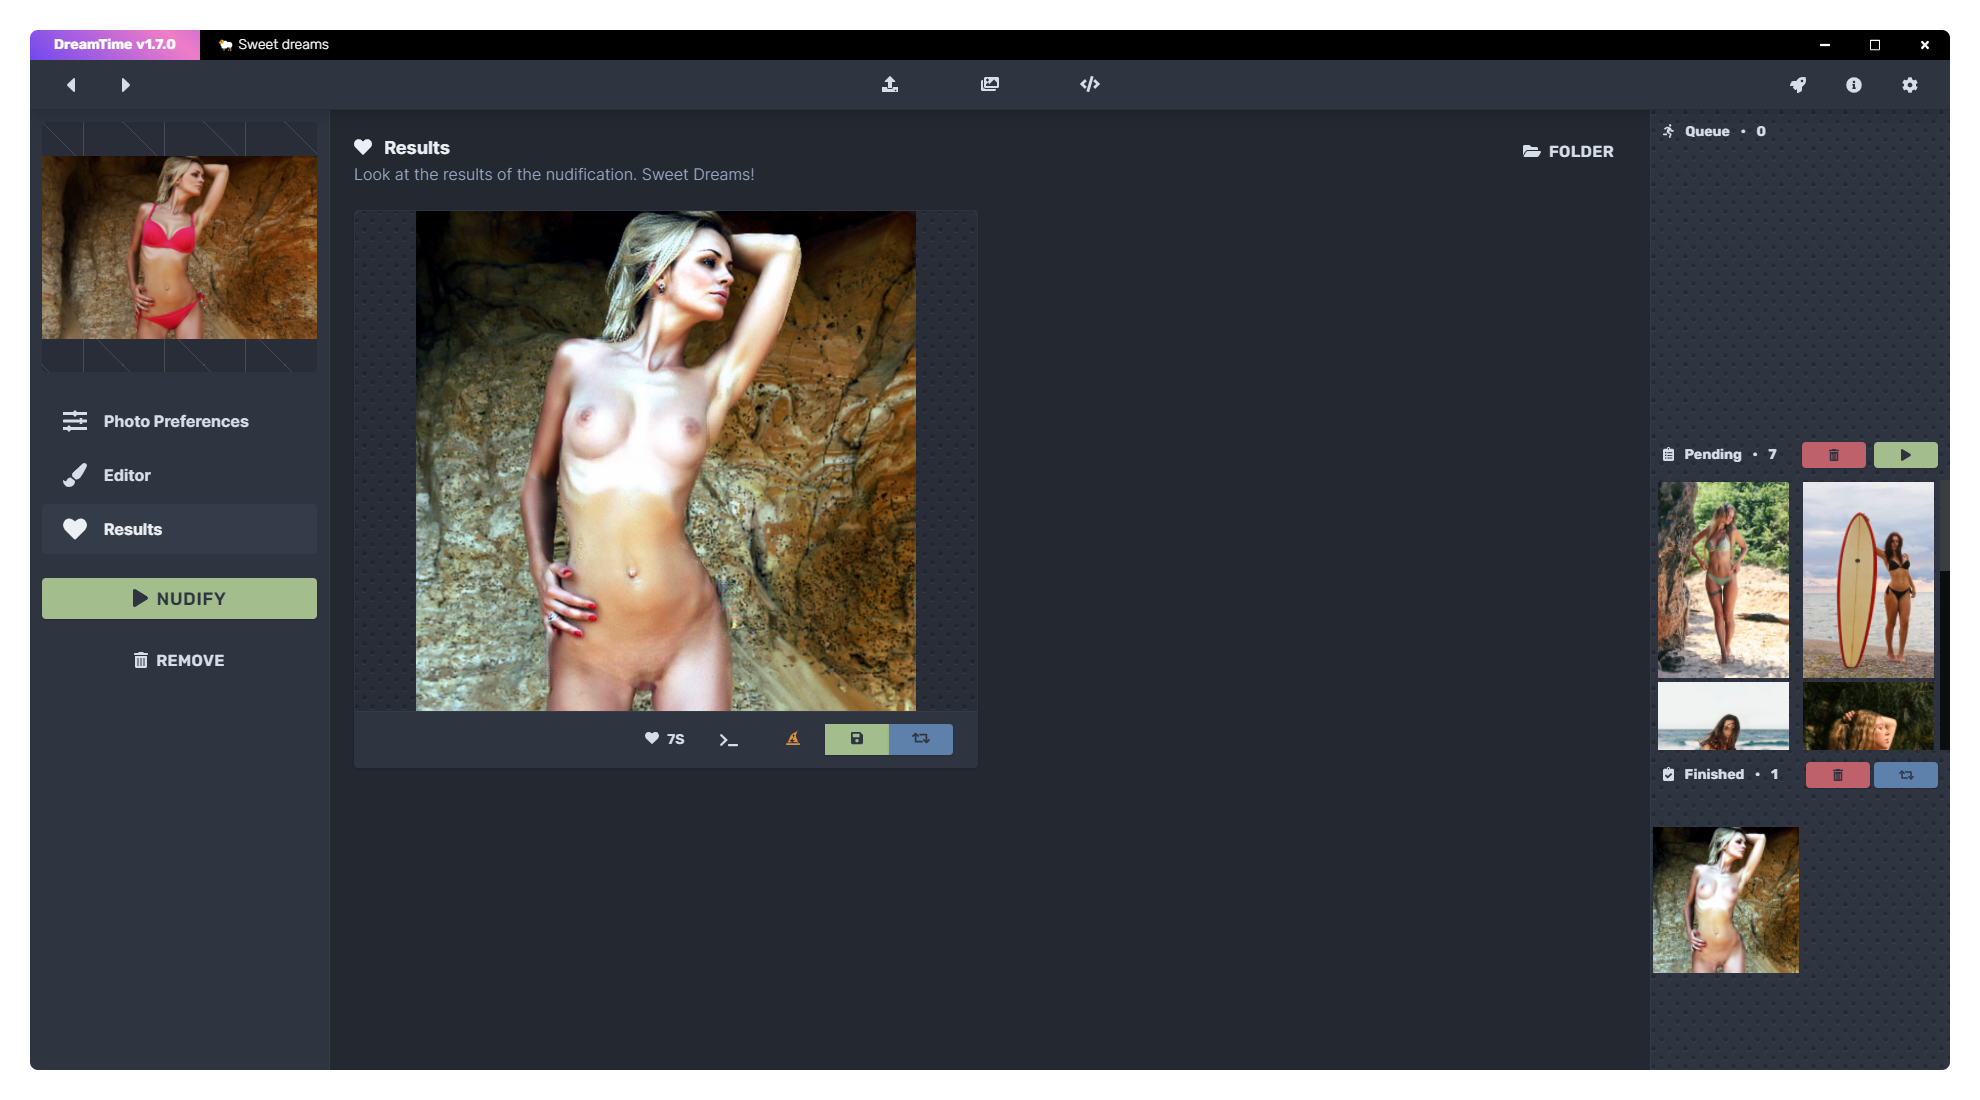 DreamTime v1.7.0
Sweet dreams
Results
Look at the results of the nudification. Sweet Dreams!
FOLDER
Queue • 0
Photo Preferences
Editor
Results
NUDIFY
REMOVE
7S
Pending • 7
Finished • 1